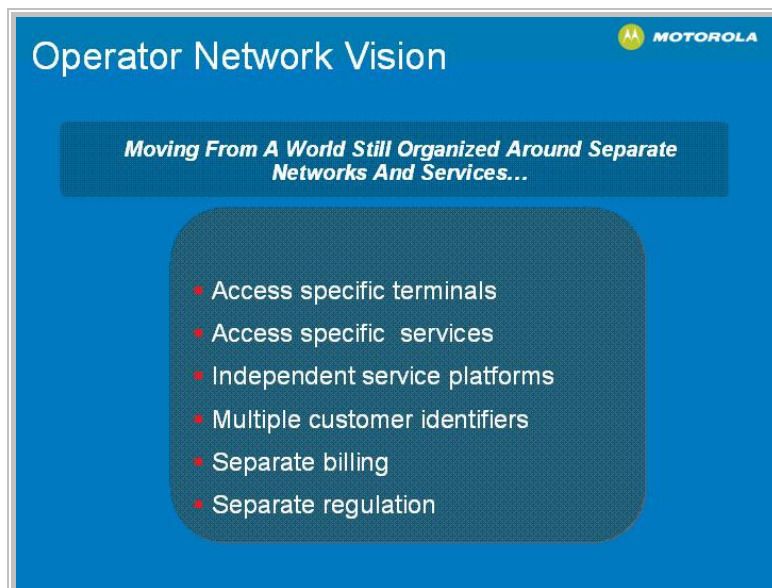 Operator Network Vision
MOTOROLA
Moving From A World Still Organized Around Separate
Networks And Services...
Access specific terminals
Access specific services
Independent service platforms
Multiple customer identifiers
Separate billing
Separate regulation